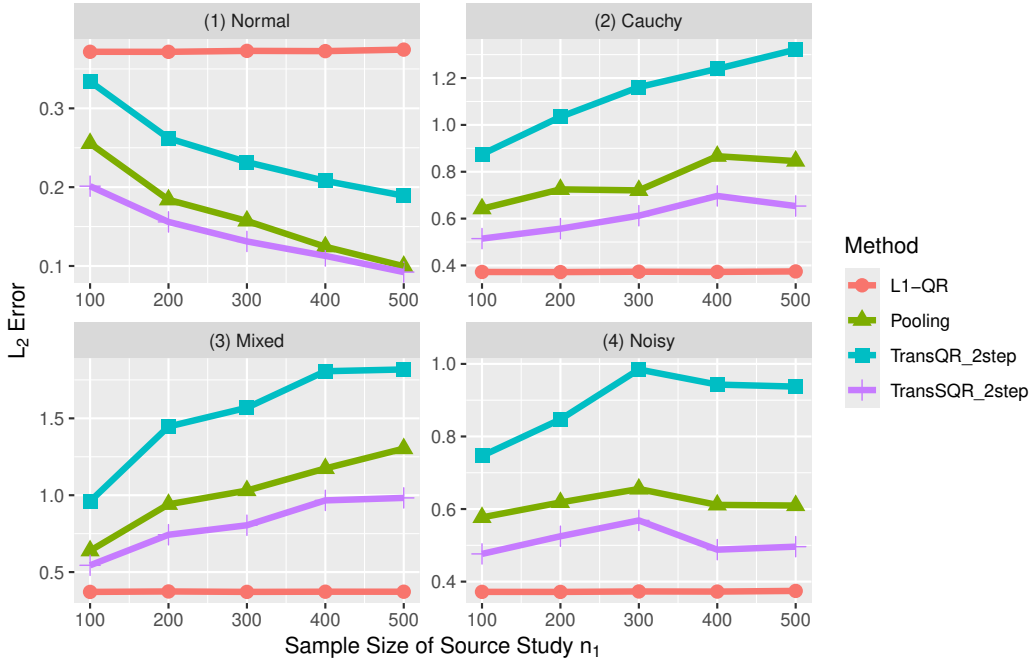 (1) Normal
(2) Cauchy
0.3
0.2
0.1
1.2
1.0
0.8
0.6
0.4
100 200 300 400 500
100 200 300 400 500
(3) Mixed
(4) Noisy
1.5
1.0
0.5
1.0
0.8
0.6
0.4
100 200 300 400 500
100 200 300 400 500
L2 Error
Sample Size of Source Study n1
Method
L1−QR
Pooling
TransQR_2step
TransSQR_2step